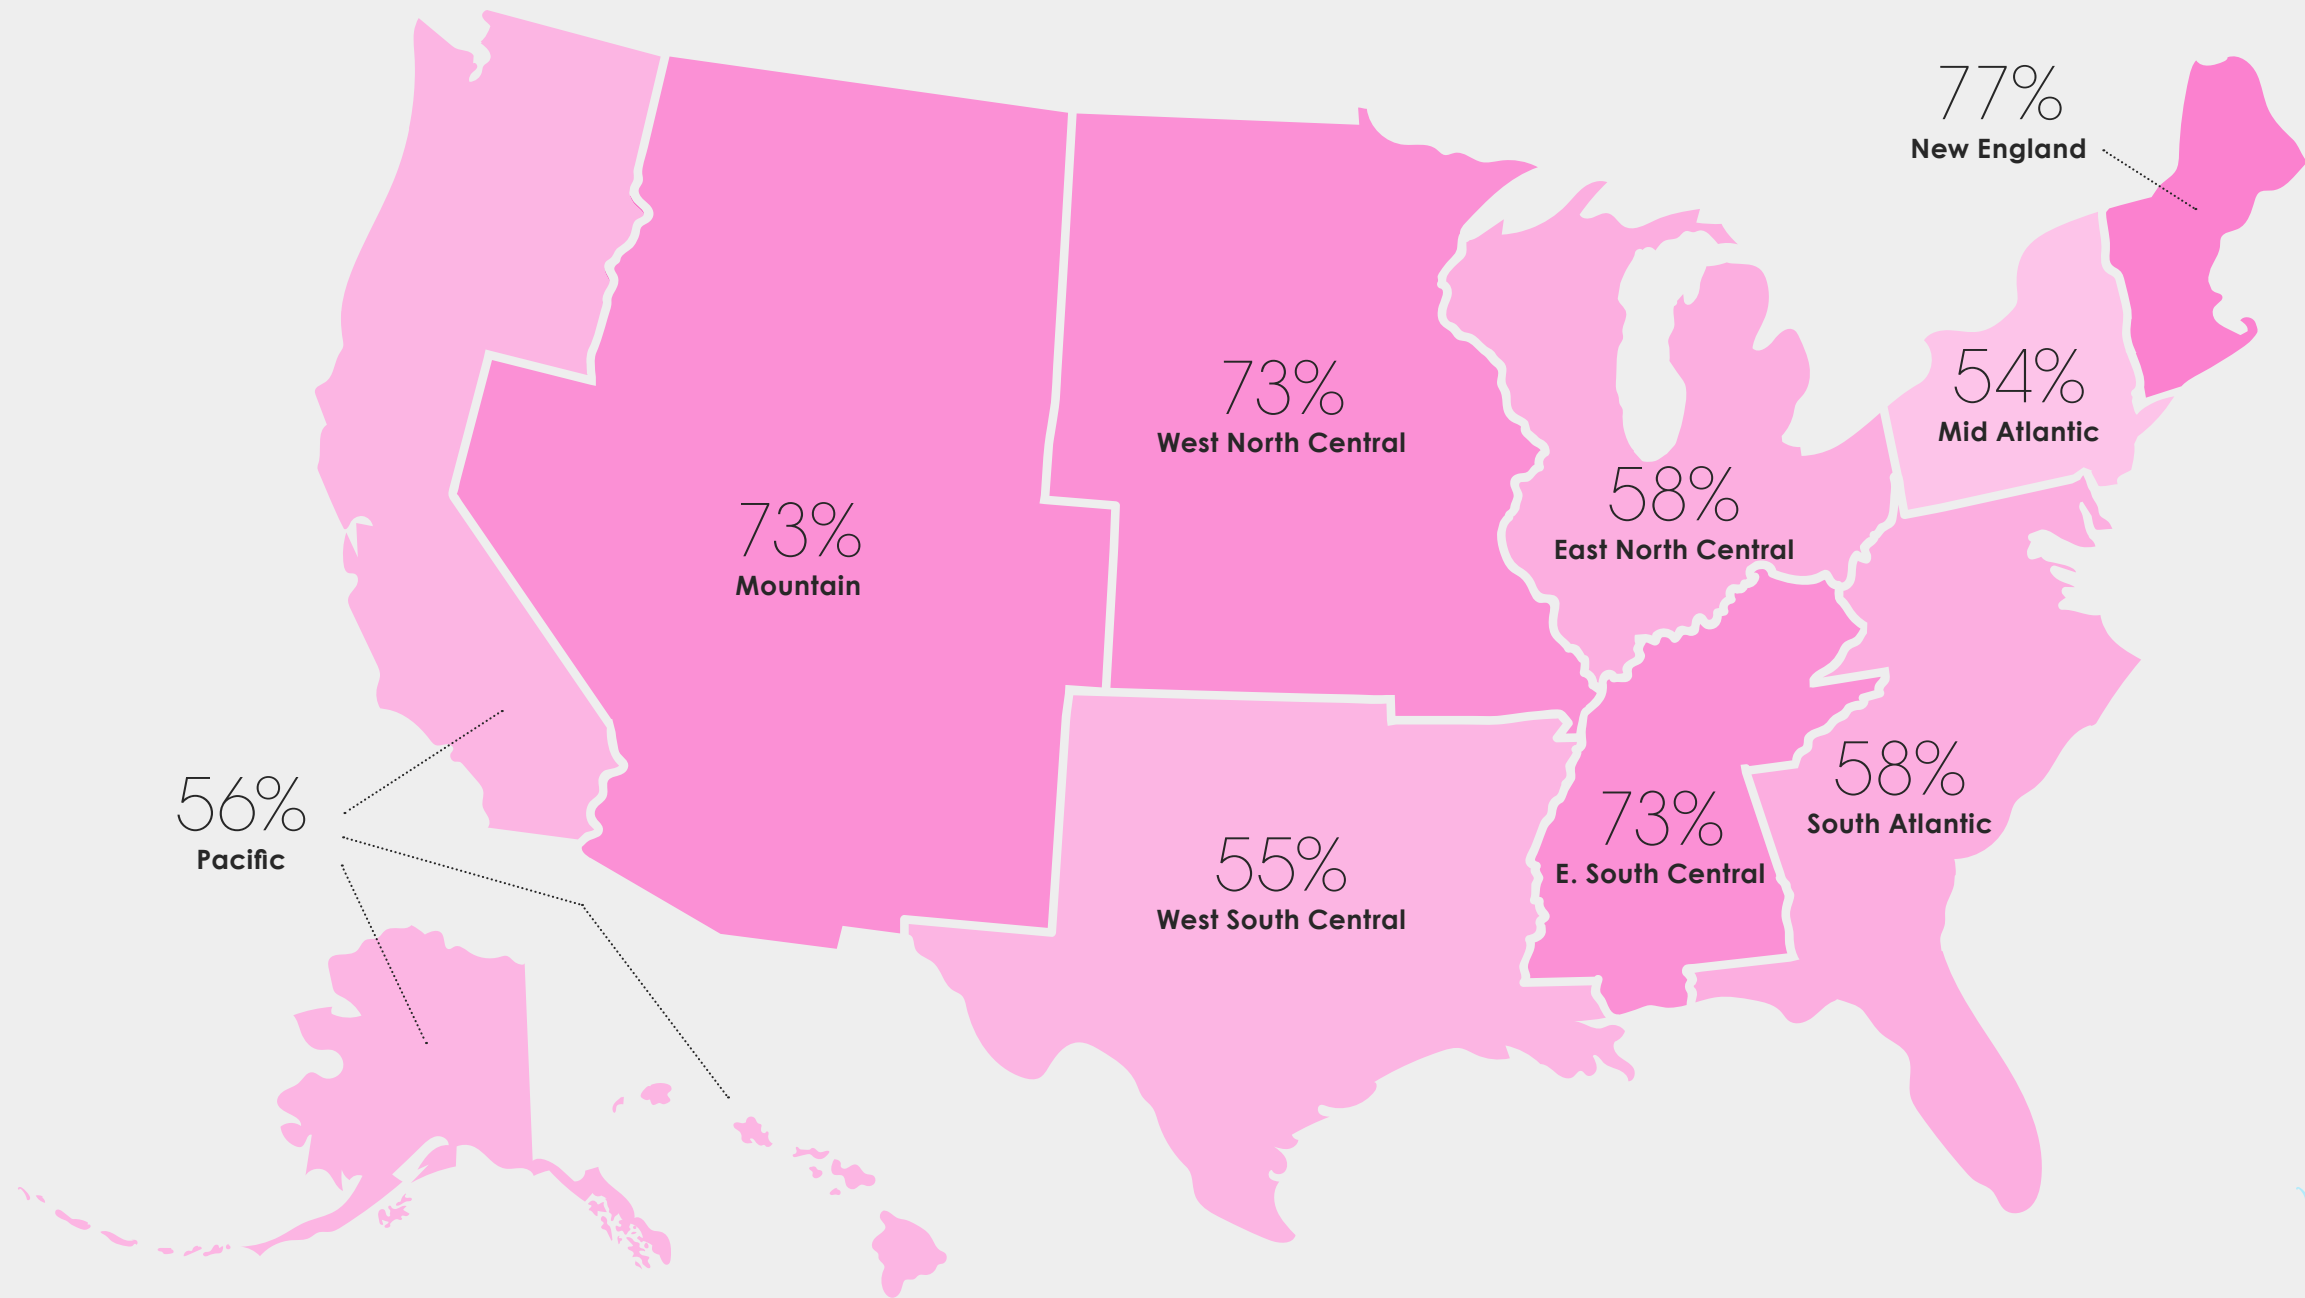 77%
New England
73%
West North Central
54%
Mid Atlantic
58%
East North Central
73%
Mountain
56%
Pacific
55%
West South Central
73%
E. South Central
58%
South Atlantic